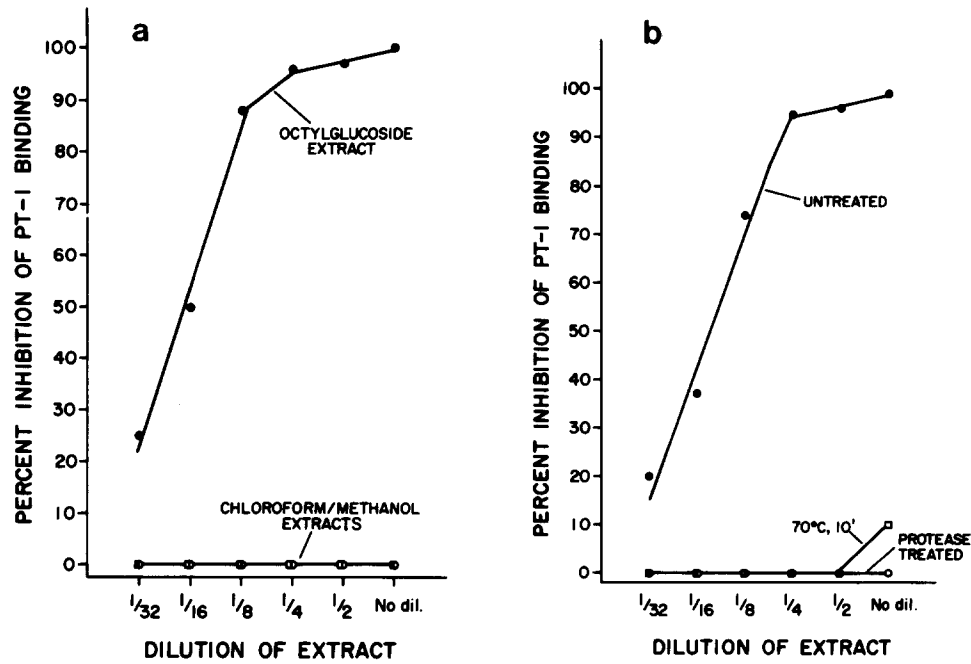 a
PERCENT INHIBITION OF PT-I BINDING
100
90
80
70
60
50
40
30
20
10
0
OCTYLGLUCOSIDE
EXTRACT
CHLOROFORM/METHANOL
EXTRACTS
1/32 1/16 1/8 1/4 1/2 No dil.
DILUTION OF EXTRACT
b
PERCENT INHIBITION OF PT-I BINDING
100
90
80
70
60
50
40
30
20
10
0
UNTREATED
70°C, 10'
PROTEASE
TREATED
1/32 1/16 1/8 1/4 1/2 No dil.
DILUTION OF EXTRACT